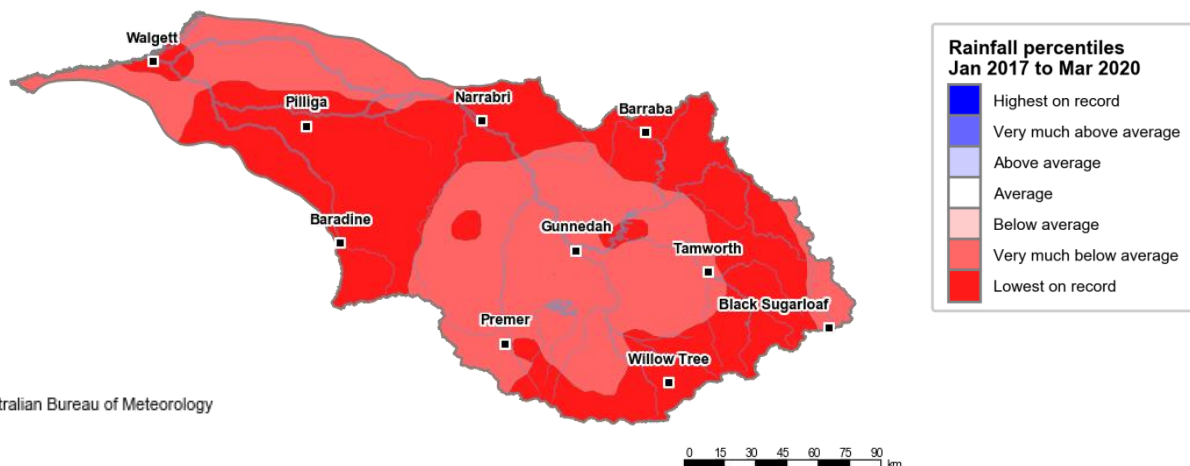 Walgett
Pilliga
Narrabri
Barraba
Baradine
Gunnedah
Tamworth
Black Sugarloaf
Premer
Willow Tree
Rainfall percentiles
Jan 2017 to Mar 2020
Highest on record
Very much above average
Above average
Average
Below average
Very much below average
Lowest on record
tralian Bureau of Meteorology
0 15 30 45 60 75 90
km